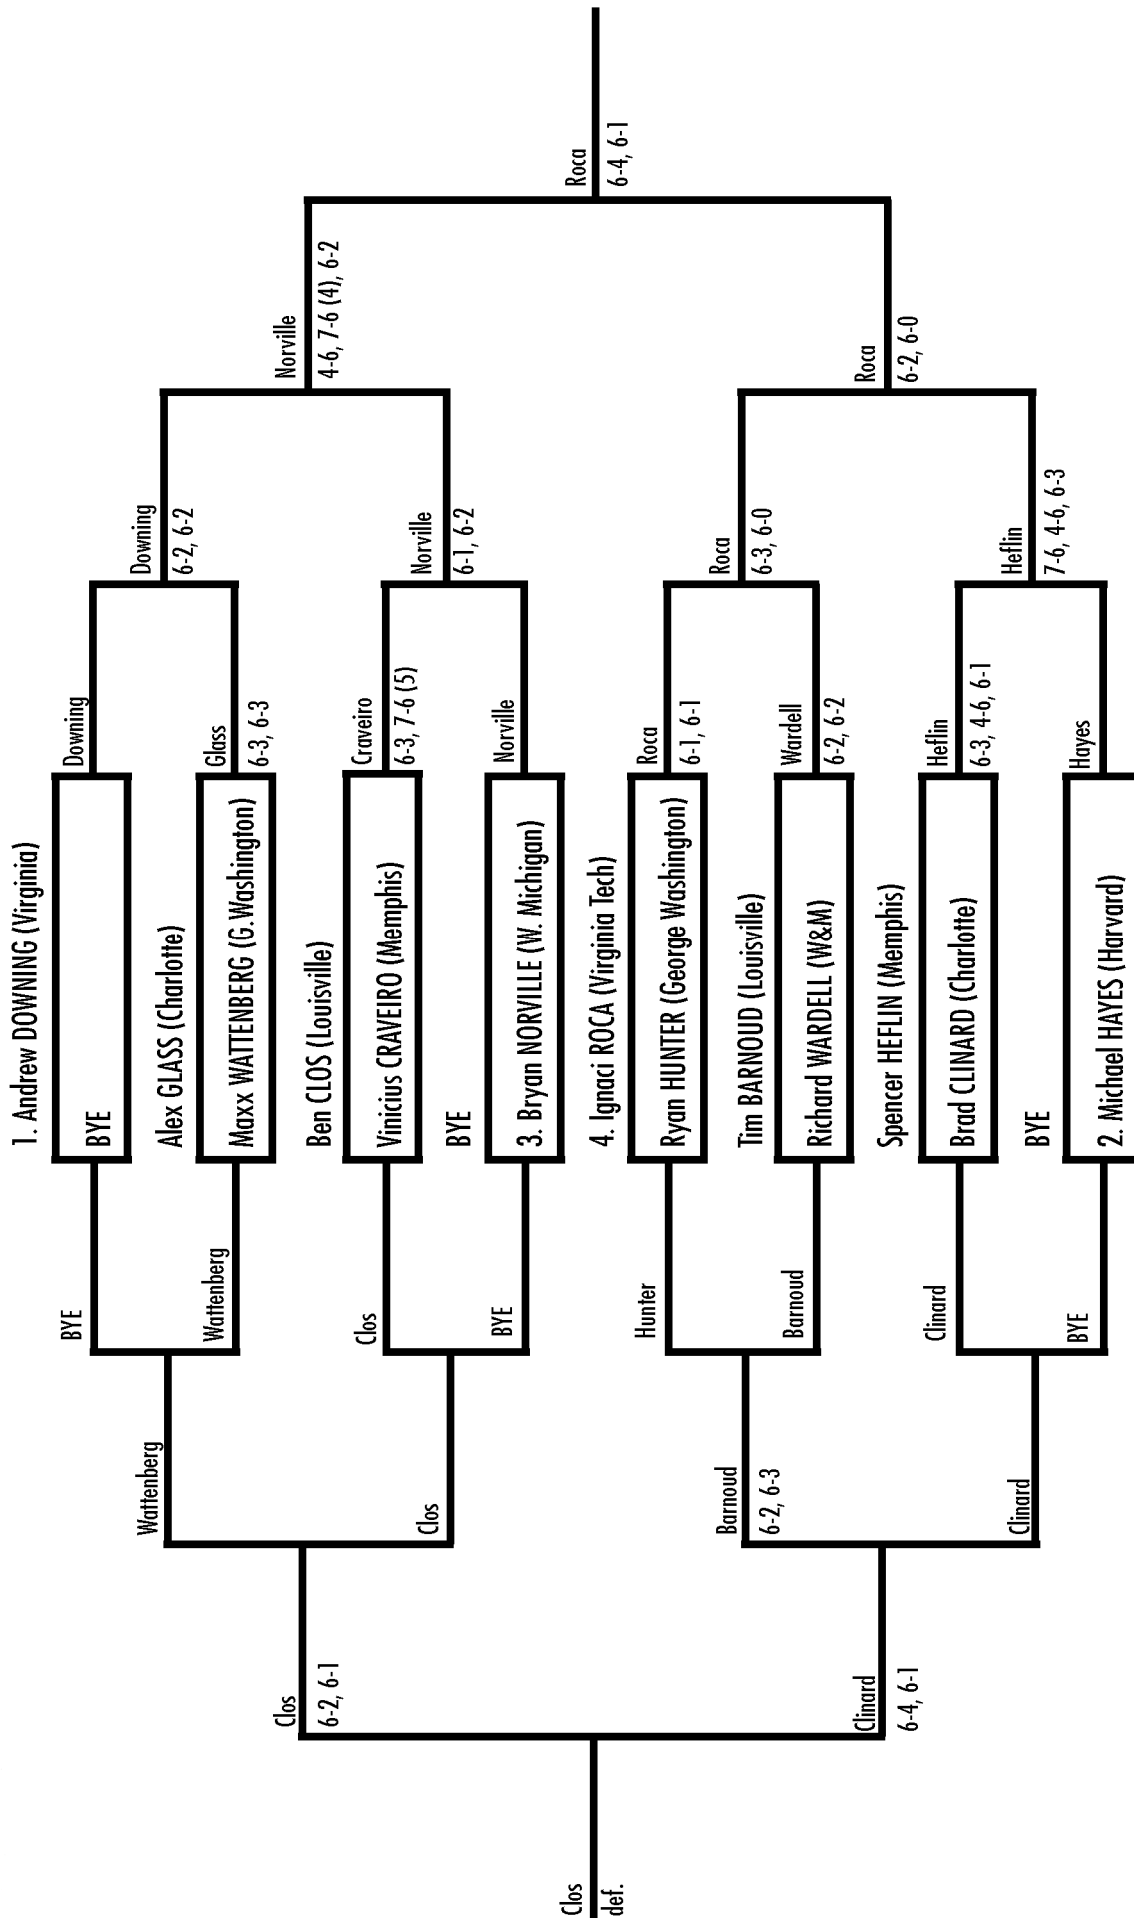 1. Andrew DOWNING (Virginia)
BYE
Alex GLASS (Charlotte)
Maxx WATTENBERG (G.Washington)
Ben CLOS (Louisville)
Vinicius CRAVEIRO (Memphis)
BYE
3. Bryan NORVILLE (W. Michigan)
4. Ignaci ROCA (Virginia Tech)
Ryan HUNTER (George Washington)
Tim BARNOUD (Louisville)
Richard WARDELL (W&M)
Spencer HEFLIN (Memphis)
Brad CLINARD (Charlotte)
BYE
2. Michael HAYES (Harvard)
Downing
Glass
6-3, 6-3
Craveiro
6-3, 7-6 (5)
Norville
Roca
6-1, 6-1
Wardell
6-2, 6-2
Heflin
6-3, 4-6, 6-1
Hayes
Downing
6-2, 6-2
Norville
6-1, 6-2
Roca
6-3, 6-0
Heflin
7-6, 4-6, 6-3
Norville
4-6, 7-6 (4), 6-2
Roca
6-2, 6-0
Roca
6-4, 6-1
BYE
Wattenberg
Clos
BYE
Hunter
Barnoud
Clinard
BYE
Wattenberg
Clos
Barnoud
6-2, 6-3
Clinard
Clos
6-2, 6-1
Clinard
6-4, 6-1
Clos
def.